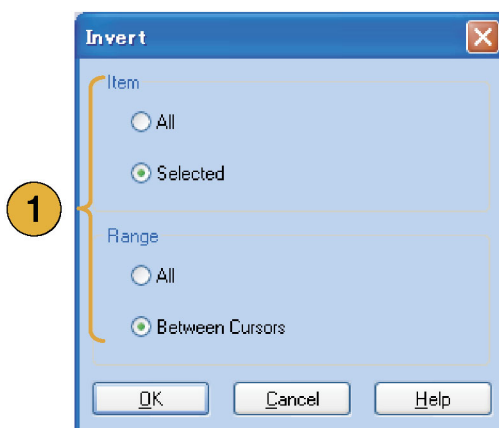 Invert
Item
All
Selected
1
Range
All
Between Cursors
OK Cancel Help